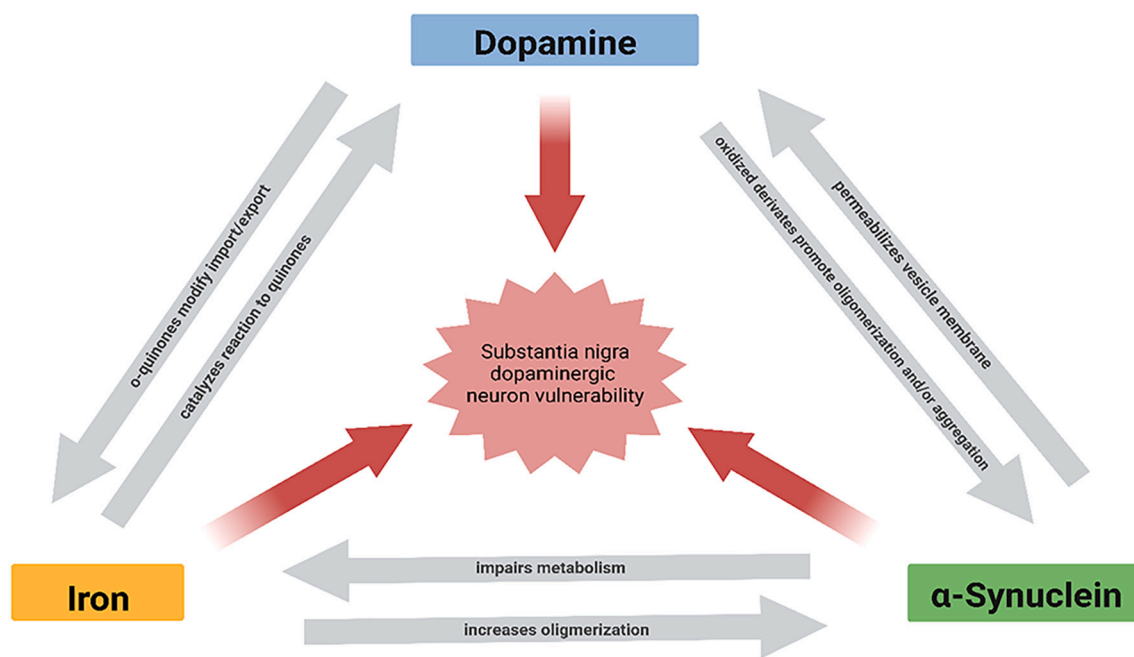 Dopamine
o-quinones modify import/export
catalyzes reaction to quinones
oxidized derivates promote oligomerization and/or aggregation
permeabilizes vesicle membrane
Substantia nigra
dopaminergic
neuron vulnerability
Iron
impairs metabolism
increases oligmerization
α-Synuclein